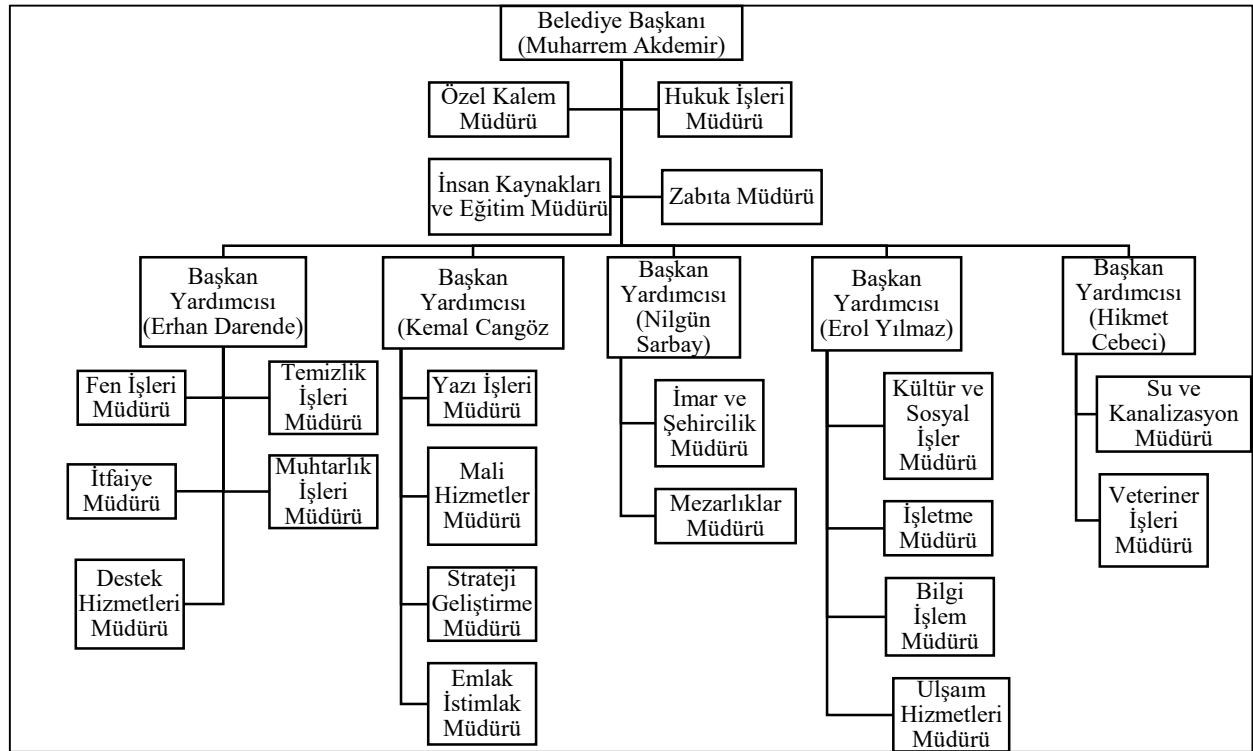 Belediye Başkanı
(Muharrem Akdemir)
Özel Kalem
Müdürü
Hukuk İşleri
Müdürü
İnsan Kaynakları
ve Eğitim Müdürü
Zabıta Müdürü
Başkan
Yardımcısı
(Erhan Darende)
Fen İşleri
Müdürü
Temizlik
İşleri
Müdürü
İtfaiye
Müdürü
Muhtarlık
İşleri
Müdürü
Destek
Hizmetleri
Müdürü
Başkan
Yardımcısı
(Kemal Cangöz
Yazı İşleri
Müdürü
Mali
Hizmetler
Müdürü
Strateji
Geliştirme
Müdürü
Emlak
İstimlak
Müdürü
Başkan
Yardımcısı
(Nilgün
Sarbay)
İmar ve
Şehircilik
Müdürü
Mezarlıklar
Müdürü
Başkan
Yardımcısı
(Erol Yılmaz)
Kültür ve
Sosyal
İşler
Müdürü
İşletme
Müdürü
Bilgi
İşlem
Müdürü
Ulşaım
Hizmetleri
Müdürü
Başkan
Yardımcısı
(Hikmet
Cebeci)
Su ve
Kanalizasyon
Müdürü
Veteriner
İşleri
Müdürü